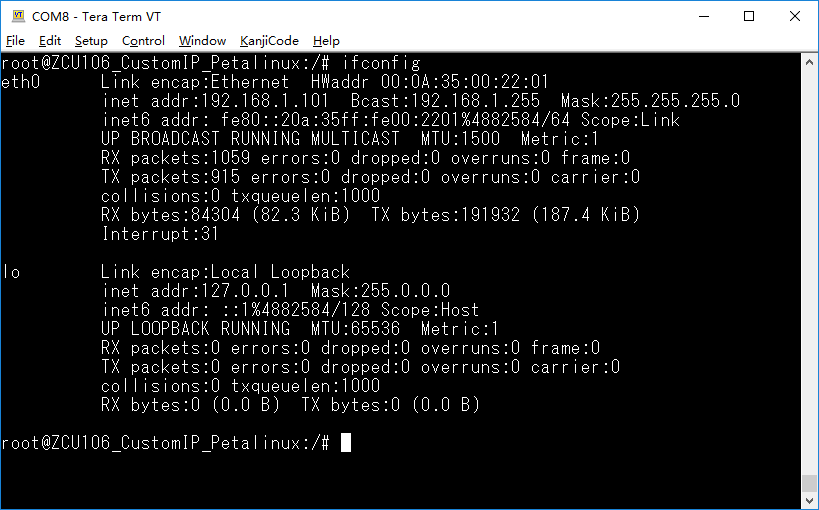 COM8 - Tera Term VT
File Edit Setup Control Window KanjiCode Help
root@ZCU106_CustomIP_Petalinux:/# ifconfig
eth0 Link encap:Ethernet HWaddr 00:0A:35:00:22:01
inet addr:192.168.1.101 Bcast:192.168.1.255 Mask:255.255.255.0
inet6 addr: fe80::20a:35ff:fe00:2201%4882584/64 Scope:Link
UP BROADCAST RUNNING MULTICAST MTU:1500 Metric:1
RX packets:1059 errors:0 dropped:0 overruns:0 frame:0
TX packets:915 errors:0 dropped:0 overruns:0 carrier:0
collisions:0 txqueuelen:1000
RX bytes:84304 (82.3 KiB) TX bytes:191932 (187.4 KiB)
Interrupt:31
lo Link encap:Local Loopback
inet addr:127.0.0.1 Mask:255.0.0.0
inet6 addr: ::1%4882584/128 Scope:Host
UP LOOPBACK RUNNING MTU:65536 Metric:1
RX packets:0 errors:0 dropped:0 overruns:0 frame:0
TX packets:0 errors:0 dropped:0 overruns:0 carrier:0
collisions:0 txqueuelen:1000
RX bytes:0 (0.0 B) TX bytes:0 (0.0 B)
root@ZCU106_CustomIP_Petalinux:/#